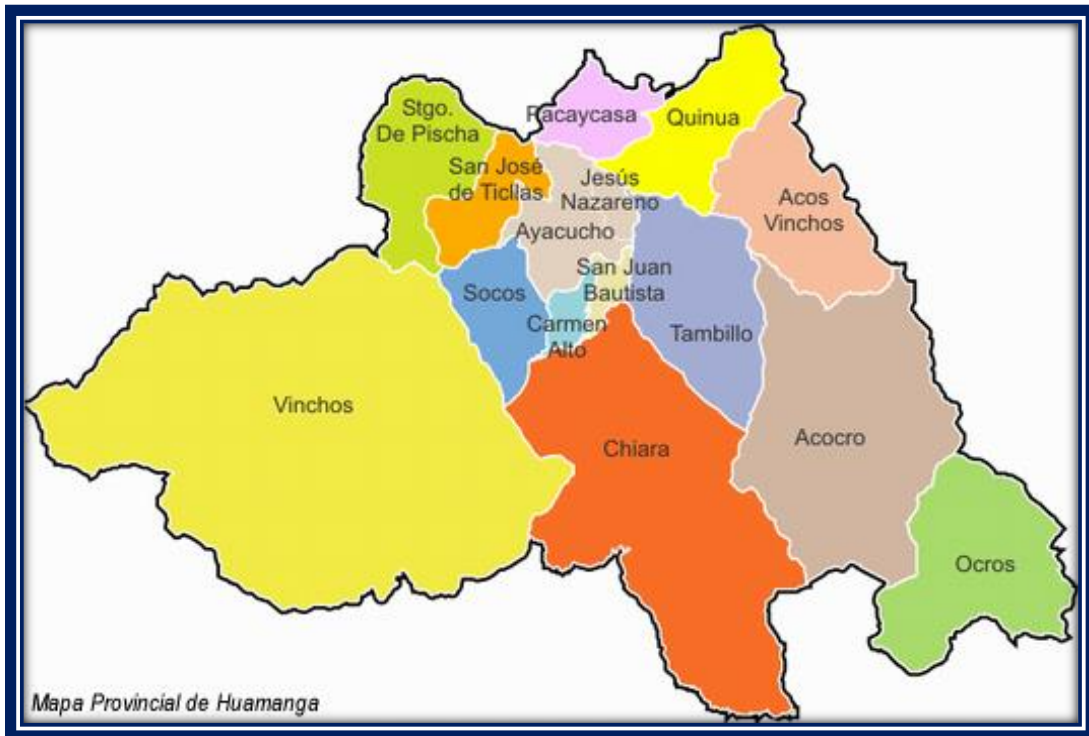 Stgo.
De Pischa
Pacaycasa
Quinua
San José
de Ticllas
Jesús
Nazareno
Acos
Vinchos
Ayacucho
San Juan
Bautista
Socos
Carmen
Alto
Tambillo
Vinchos
Chiara
Acocro
Ocros
Mapa Provincial de Huamanga